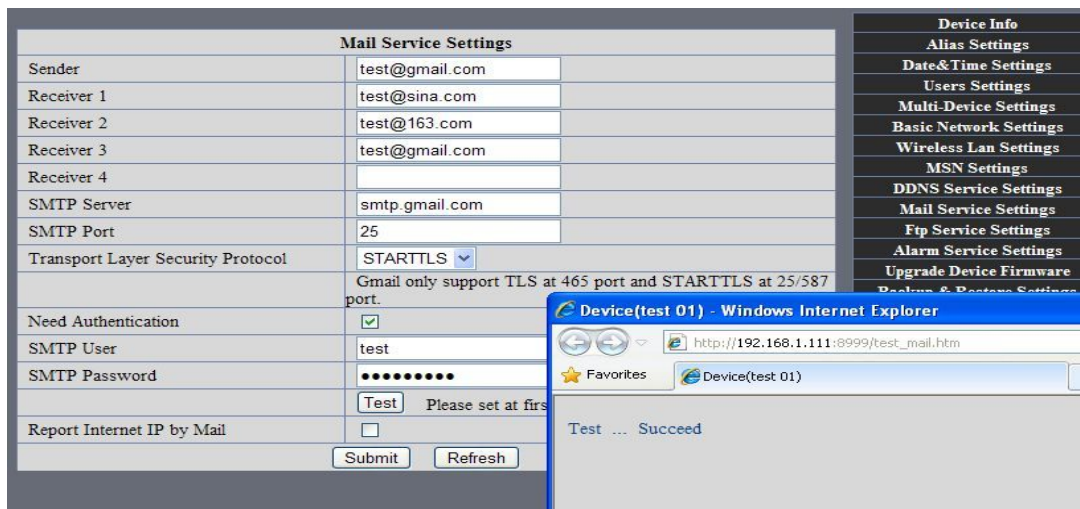 Mail Service Settings
Sender test@gmail.com
Receiver 1 test@sina.com
Receiver 2 test@163.com
Receiver 3 test@gmail.com
Receiver 4
SMTP Server smtp.gmail.com
SMTP Port 25
Transport Layer Security Protocol STARTTLS
Gmail only support TLS at 465 port and STARTTLS at 25/587
port.
Need Authentication
SMTP User test
SMTP Password •••••••••
Test Please set at firs
Report Internet IP by Mail
Submit Refresh
Device Info
Alias Settings
Date&Time Settings
Users Settings
Multi-Device Settings
Basic Network Settings
Wireless Lan Settings
MSN Settings
DDNS Service Settings
Mail Service Settings
Ftp Service Settings
Alarm Service Settings
Upgrade Device Firmware
Backup & Restore Settings
Device(test 01) - Windows Internet Explorer
http://192.168.1.111:8999/test_mail.htm
Favorites Device(test 01)
Test ... Succeed